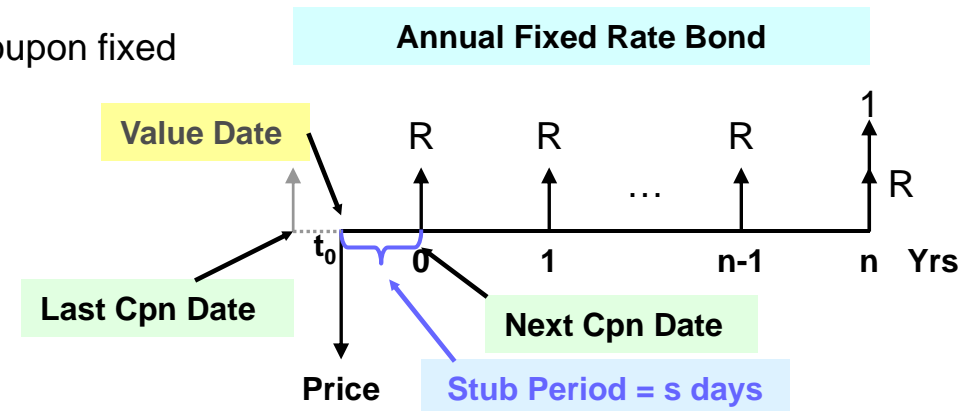 Annual Fixed Rate Bond
oupon fixed
Value Date
R R R 1
… R
t0 0 1 n-1 n Yrs
Last Cpn Date
Next Cpn Date
Price Stub Period = s days